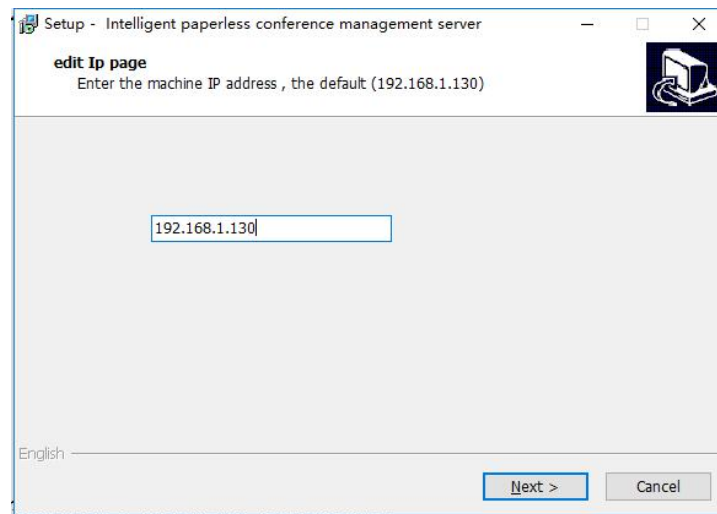 Setup - Intelligent paperless conference management server
edit Ip page
Enter the machine IP address , the default (192.168.1.130)
192.168.1.130
English
Next >
Cancel